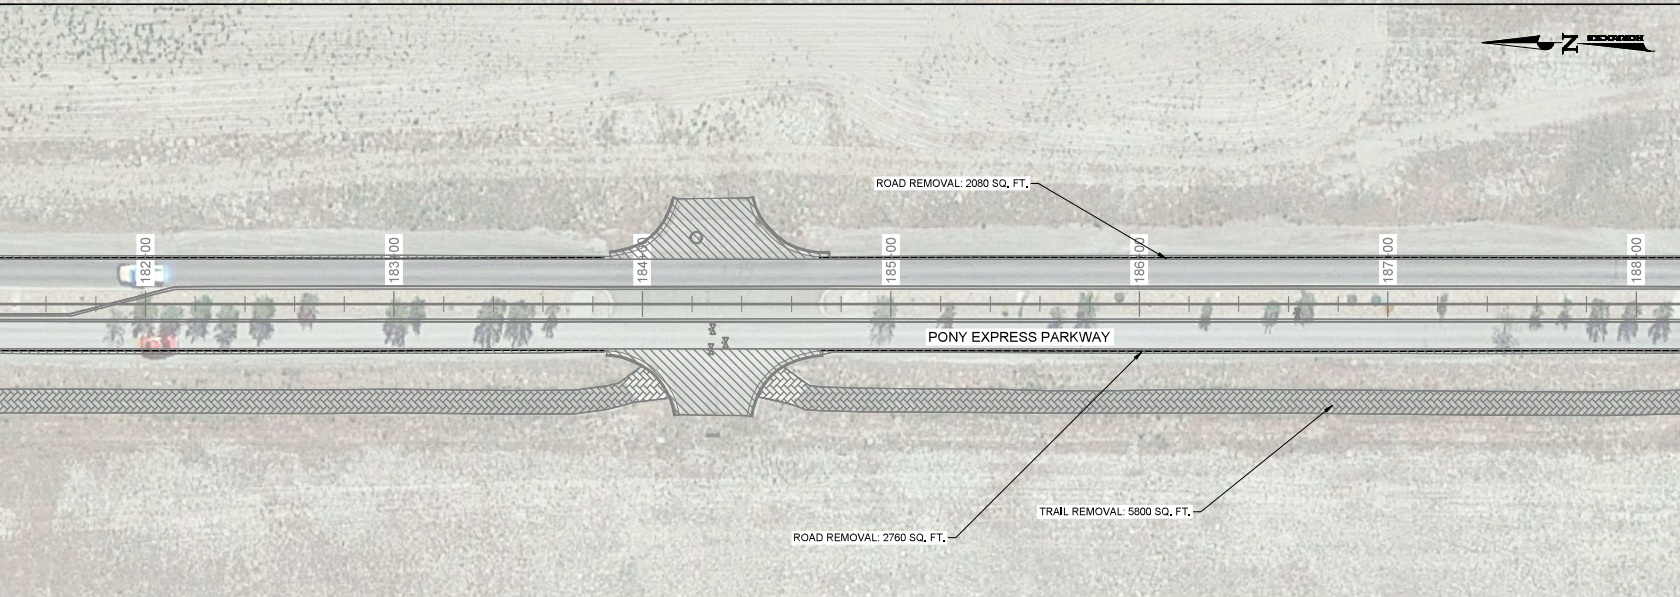 N
ROAD REMOVAL: 2080 SQ. FT.
182+00
183+00
184+00
185+00
186+00
187+00
188+00
PONY EXPRESS PARKWAY
TRAIL REMOVAL: 5800 SQ. FT.
ROAD REMOVAL: 2760 SQ. FT.